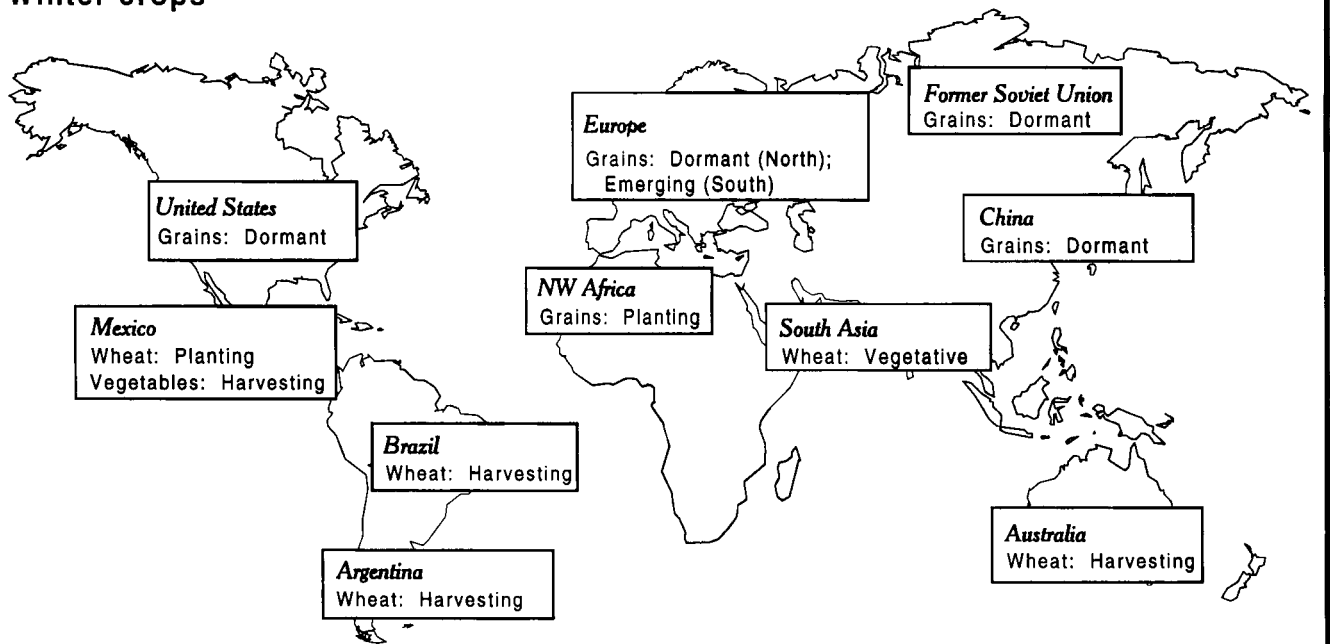 Winter crops
Former Soviet Union
Grains: Dormant
Europe
Grains: Dormant (North);
Emerging (South)
United States
Grains: Dormant
China
Grains: Dormant
NW Africa
Grains: Planting
South Asia
Wheat: Vegetative
Mexico
Wheat: Planting
Vegetables: Harvesting
Brazil
Wheat: Harvesting
Australia
Wheat: Harvesting
Argentina
Wheat: Harvesting